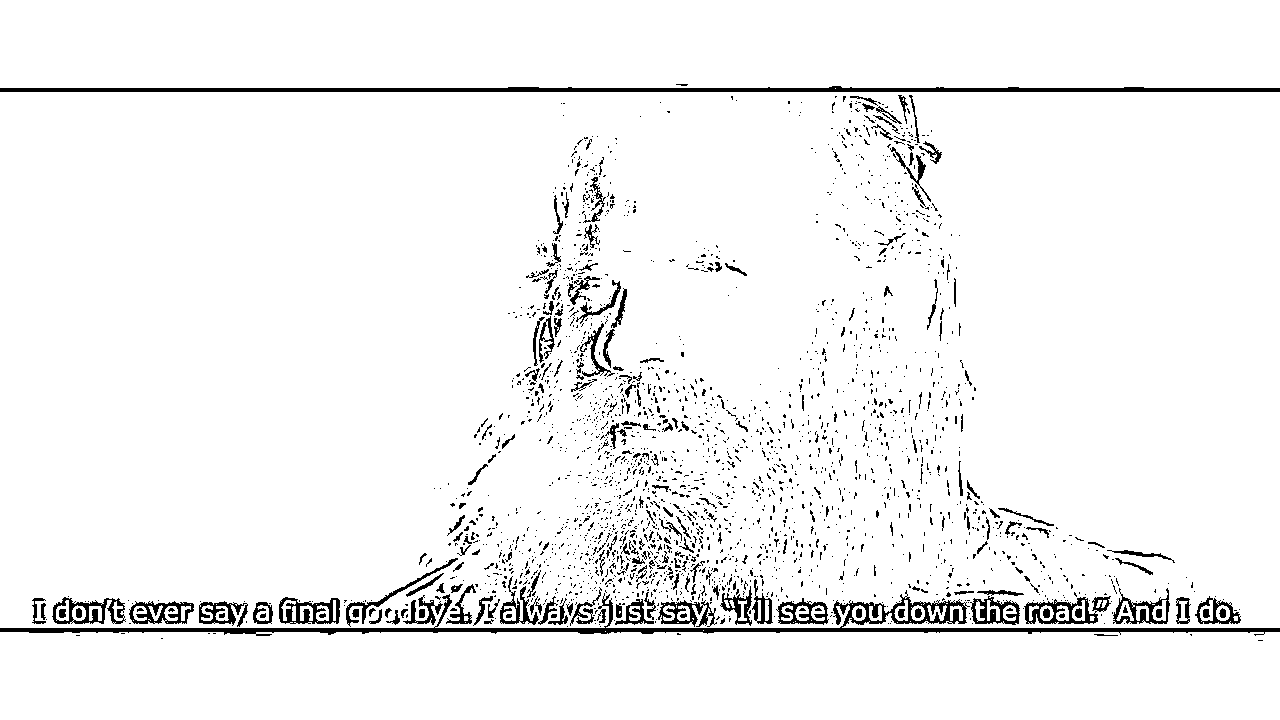 I don't ever say a final goodbye. I always just say, “I'll see you down the road.” And I do.